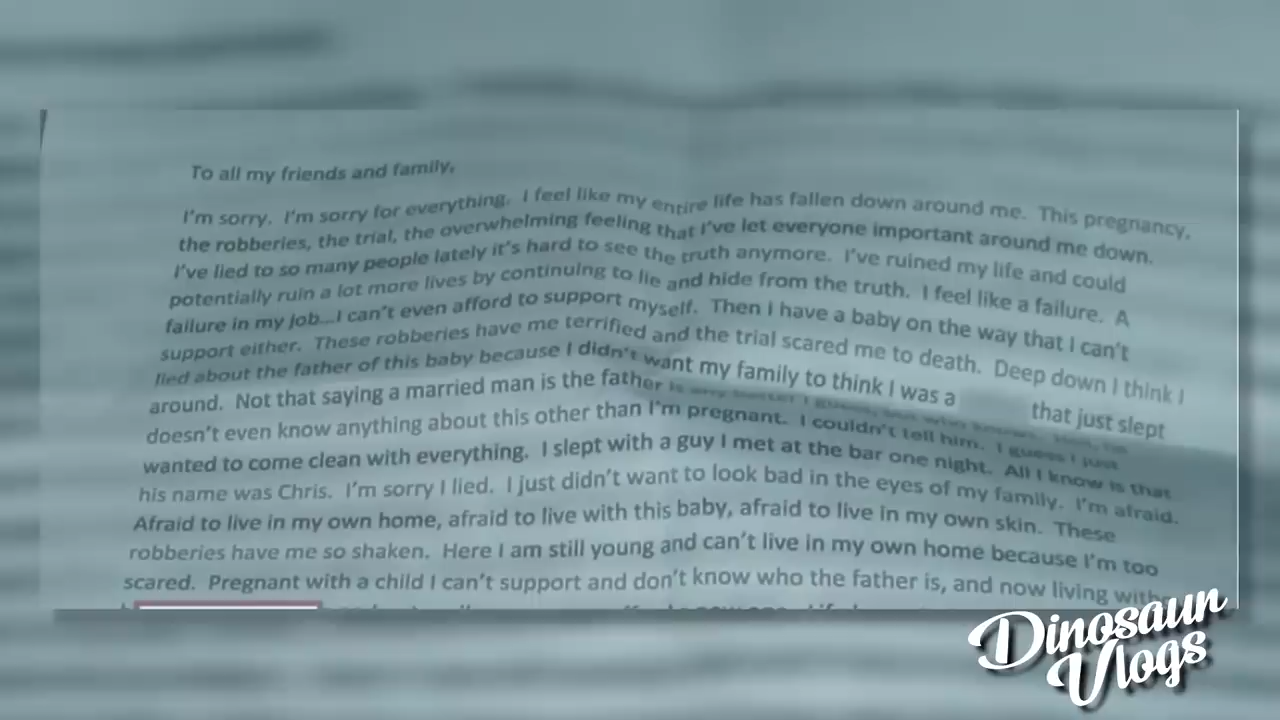 To all my friends and family,
I'm sorry. I'm sorry for everything. I feel like my entire life has fallen down around me. This pregnancy,
the robberies, the trial, the overwhelming feeling that I've let everyone important around me down.
I've lied to so many people lately it's hard to see the truth anymore. I've ruined my life and could
potentially ruin a lot more lives by continuing to lie and hide from the truth. I feel like a failure. A
failure in my job...I can't even afford to support myself. Then I have a baby on the way that I can't
support either. These robberies have me terrified and the trial scared me to death. Deep down I think I
lied about the father of this baby because I didn't want my family to think I was a that just slept
around. Not that saying a married man is the father is any better I guess, but who knows.
doesn't even know anything about this other than I'm pregnant. I couldn't tell him. I guess I just
wanted to come clean with everything. I slept with a guy I met at the bar one night. All I know is that
his name was Chris. I'm sorry I lied. I just didn't want to look bad in the eyes of my family. I'm afraid.
Afraid to live in my own home, afraid to live with this baby, afraid to live in my own skin. These
robberies have me so shaken. Here I am still young and can't live in my own home because I'm too
scared. Pregnant with a child I can't support and don't know who the father is, and now living with
Dinosaur
Vlogs